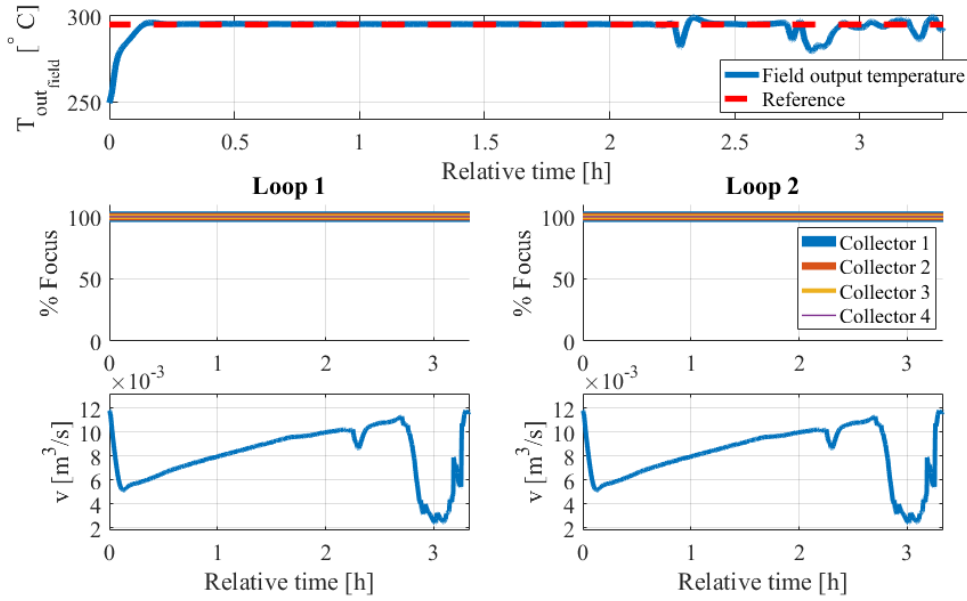 300
250
T out field [°C]
0 0.5 1 1.5 2 2.5 3
Relative time [h]
Field output temperature
Reference
Loop 1
100
50
0
% Focus
0 1 2 3
Loop 2
100
50
0
% Focus
0 1 2 3
Collector 1
Collector 2
Collector 3
Collector 4
×10⁻³
12
10
8
6
4
2
v [m³/s]
0 1 2 3
Relative time [h]
×10⁻³
12
10
8
6
4
2
v [m³/s]
0 1 2 3
Relative time [h]